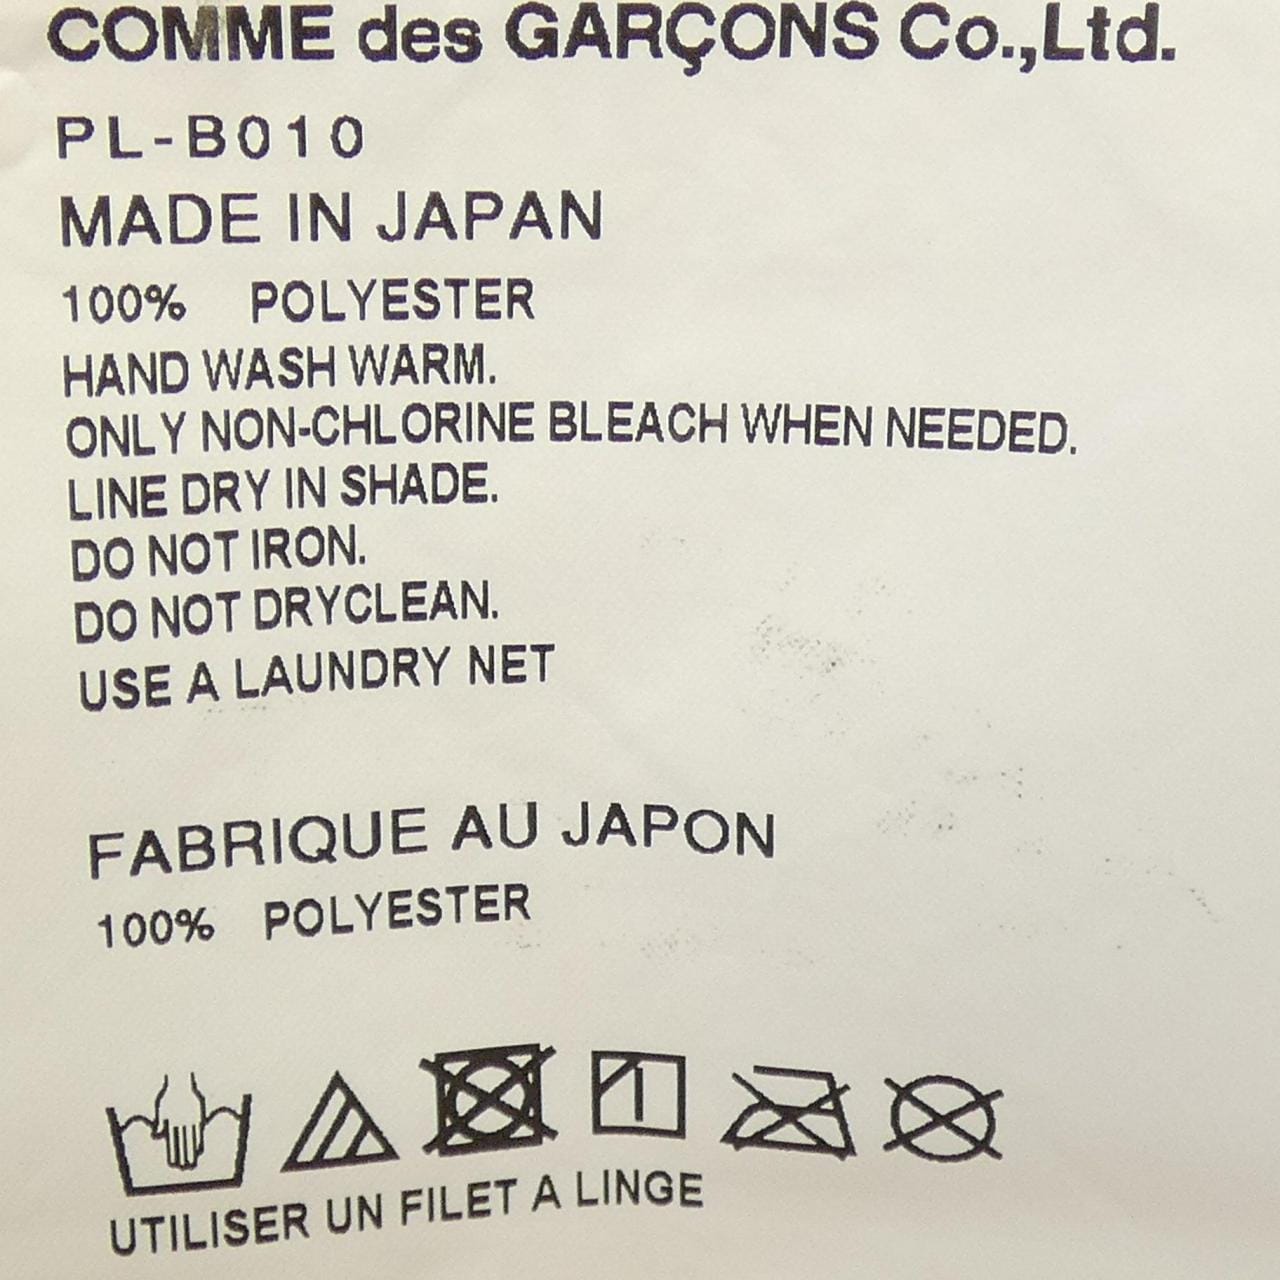 COMME des GARÇONS Co.,Ltd.
PL-B010
MADE IN JAPAN
100% POLYESTER
HAND WASH WARM.
ONLY NON-CHLORINE BLEACH WHEN NEEDED.
LINE DRY IN SHADE.
DO NOT IRON.
DO NOT DRYCLEAN.
USE A LAUNDRY NET
FABRIQUE AU JAPON
100% POLYESTER
UTILISER UN FILET A LINGE